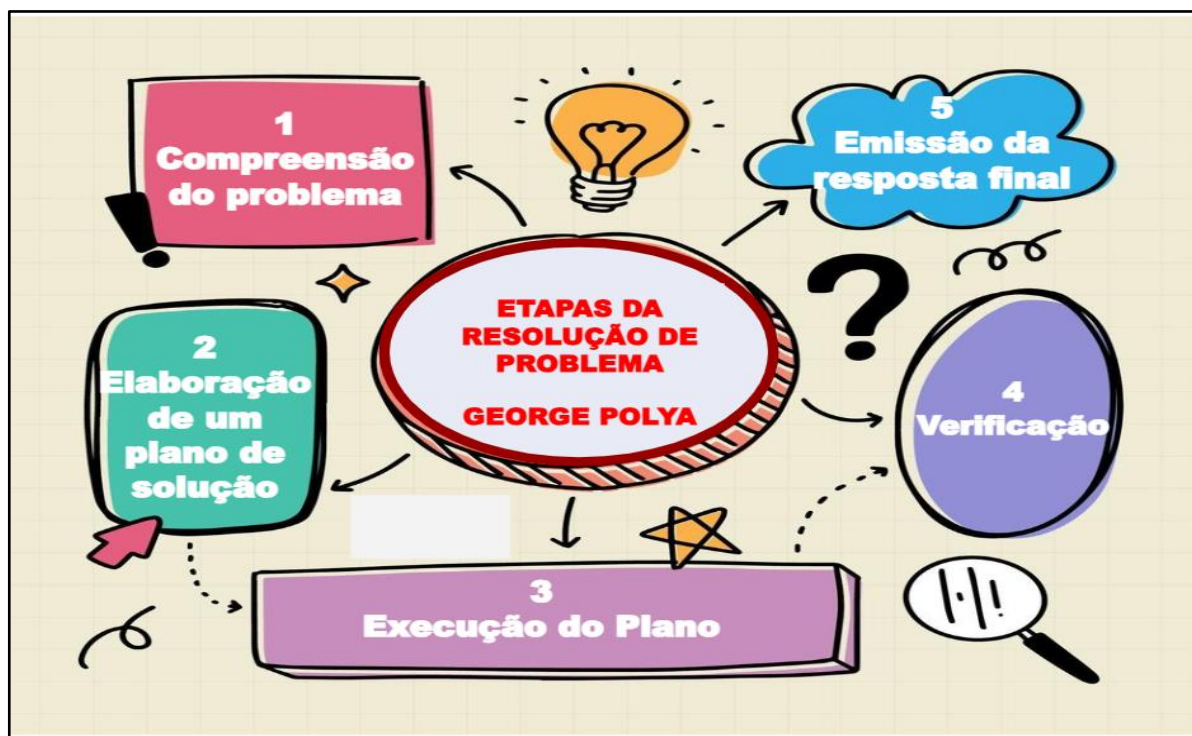 ETAPAS DA
RESOLUÇÃO DE
PROBLEMA
GEORGE POLYA
1
Compreensão
do problema
2
Elaboração
de um
plano de
solução
3
Execução do Plano
4
Verificação
5
Emissão da
resposta final